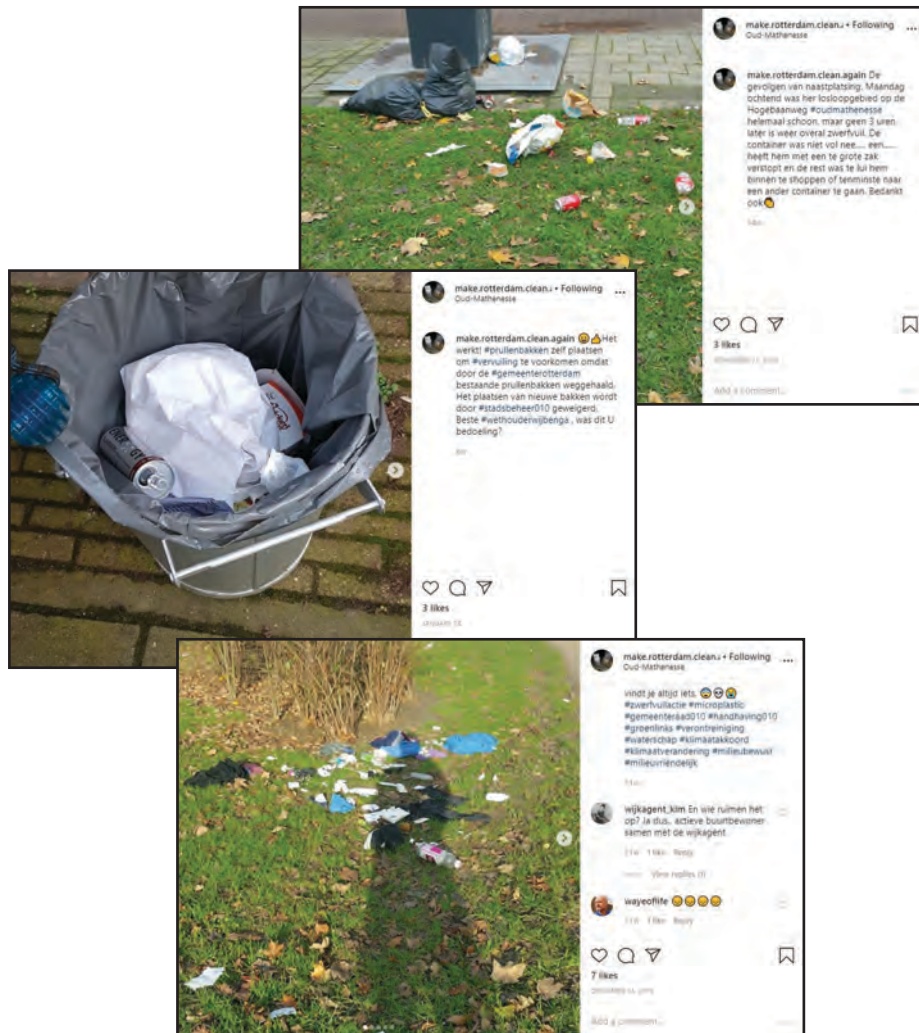 make.rotterdam.clean. • Following
Oud-Mathenesse
make.rotterdam.clean.again De
gevolgen van naastplatsing. Maandag
ochtend was her losloopgebied op de
Hogebaanweg #oudmathenesse
helemaal schoon, maar geen 3 uren
later is weer overal zwerfvuil. De
container was niet vol nee..... een......
heeft hem met een te grote zak
verstopt en de rest was te lui hem
binnen te shoppen of tenminste naar
een ander container te gaan. Bedankt
ook👏
3 likes
Add a comment...
make.rotterdam.clean. • Following
Oud-Mathenesse
make.rotterdam.clean.again 😀👍Het
werkt! #prullenbakken zelf plaatsen
om #vervuiling te voorkomen omdat
door de #gemeenterotterdam
bestaande prullenbakken weggehaald.
Het plaatsen van nieuwe bakken wordt
door #stadsbeheer010 geweigerd.
Beste #wethouderwijbenga , was dit U
bedoeling?
3 likes
make.rotterdam.clean. • Following
Oud-Mathenesse
vindt je altijd iets. 😨💀😭
#zwerfvuilactie #microplastic
#gemeenteraad010 #handhaving010
#groenlinks #verontreiniging
#waterschap #klimaatakkoord
#klimaatverandering #milieubewust
#milieuvriendelijk
wijkagent_kim En wie ruimen het
op? Ja dus.. actieve buurtbewoner
samen met de wijkagent
1 like Reply
View replies (1)
wayeoflife 😞😞😞😞
1 like Reply
7 likes
Add a comment...